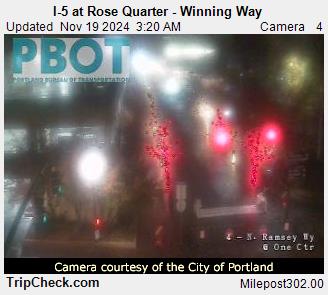 I-5 at Rose Quarter - Winning Way
Updated Nov 19 2024 3:20 AM Camera 4
PBOT
PORTLAND BUREAU OF TRANSPORTATION
4 - N. Ramsey Wy
@ One Ctr
Camera courtesy of the City of Portland
TripCheck.com Milepost302.00